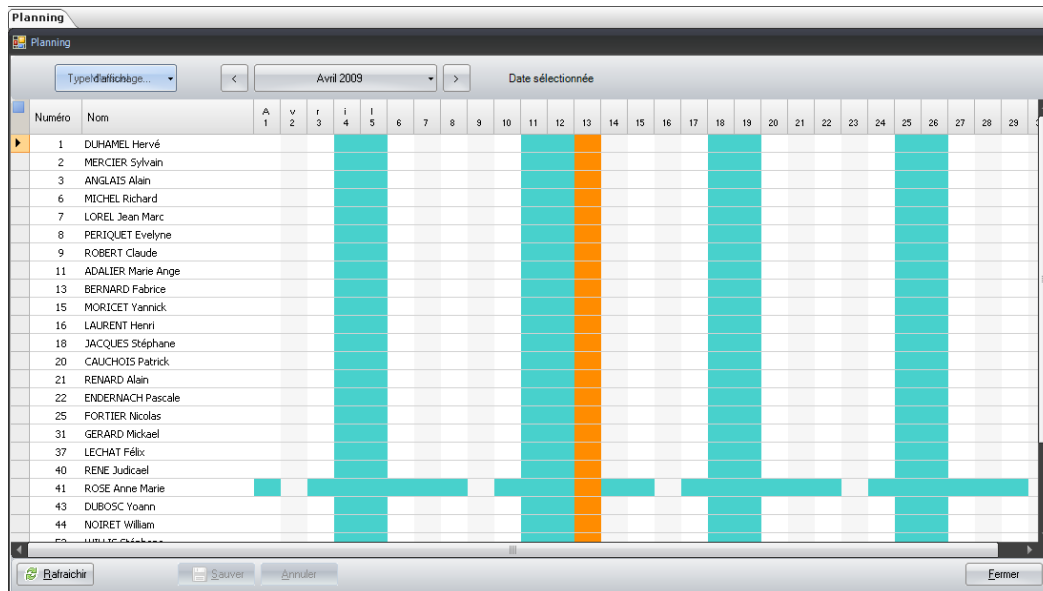 Planning
Planning
Type d'affichage...
< Avril 2009 > Date sélectionnée
Numéro Nom A 1 v 2 r 3 i 4 l 5 6 7 8 9 10 11 12 13 14 15 16 17 18 19 20 21 22 23 24 25 26 27 28 29
1 DUHAMEL Hervé
2 MERCIER Sylvain
3 ANGLAIS Alain
6 MICHEL Richard
7 LOREL Jean Marc
8 PERIQUET Evelyne
9 ROBERT Claude
11 ADALIER Marie Ange
13 BERNARD Fabrice
15 MORICET Yannick
16 LAURENT Henri
18 JACQUES Stéphane
20 CAUCHOIS Patrick
21 RENARD Alain
22 ENDERNACH Pascale
25 FORTIER Nicolas
31 GERARD Mickael
37 LECHAT Félix
40 RENE Judicael
41 ROSE Anne Marie
43 DUBOSC Yoann
44 NOIRET William
Rafraichir Sauver Annuler Fermer